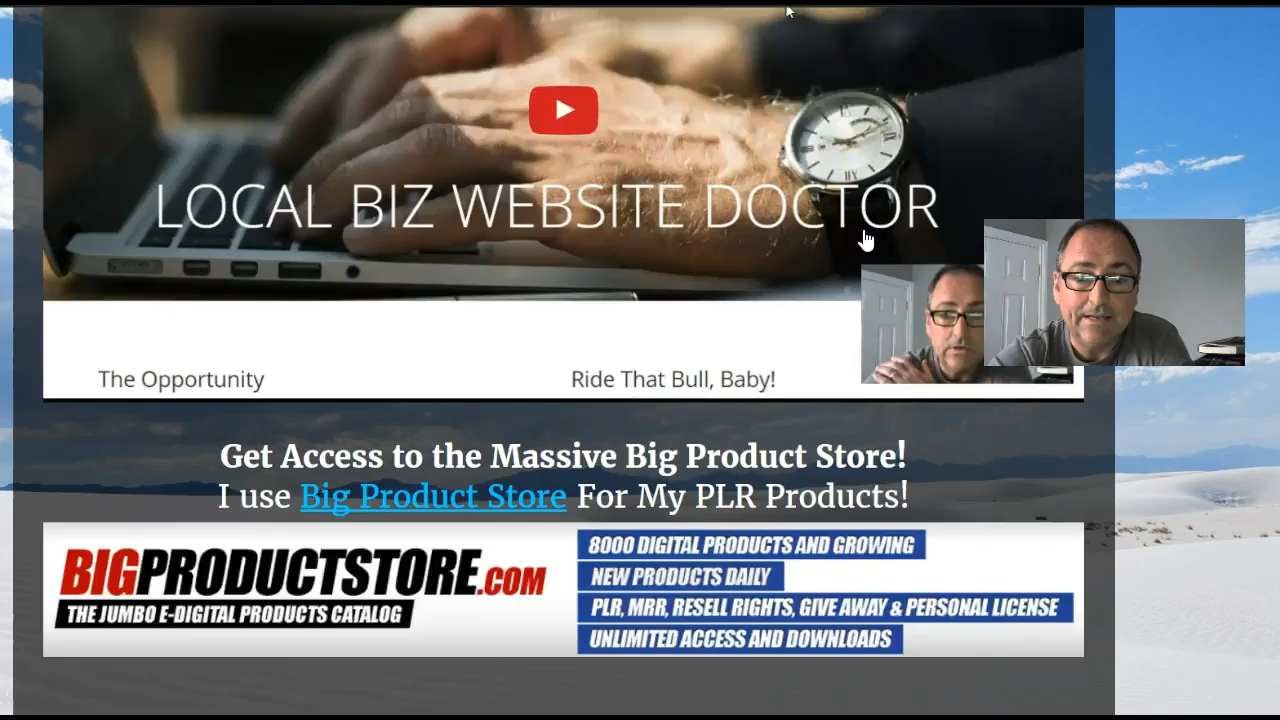 LOCAL BIZ WEBSITE DOCTOR
The Opportunity
Ride That Bull, Baby!
Get Access to the Massive Big Product Store!
I use Big Product Store For My PLR Products!
BIGPRODUCTSTORE.COM
THE JUMBO E-DIGITAL PRODUCTS CATALOG
8000 DIGITAL PRODUCTS AND GROWING
NEW PRODUCTS DAILY
PLR, MRR, RESELL RIGHTS, GIVE AWAY & PERSONAL LICENSE
UNLIMITED ACCESS AND DOWNLOADS